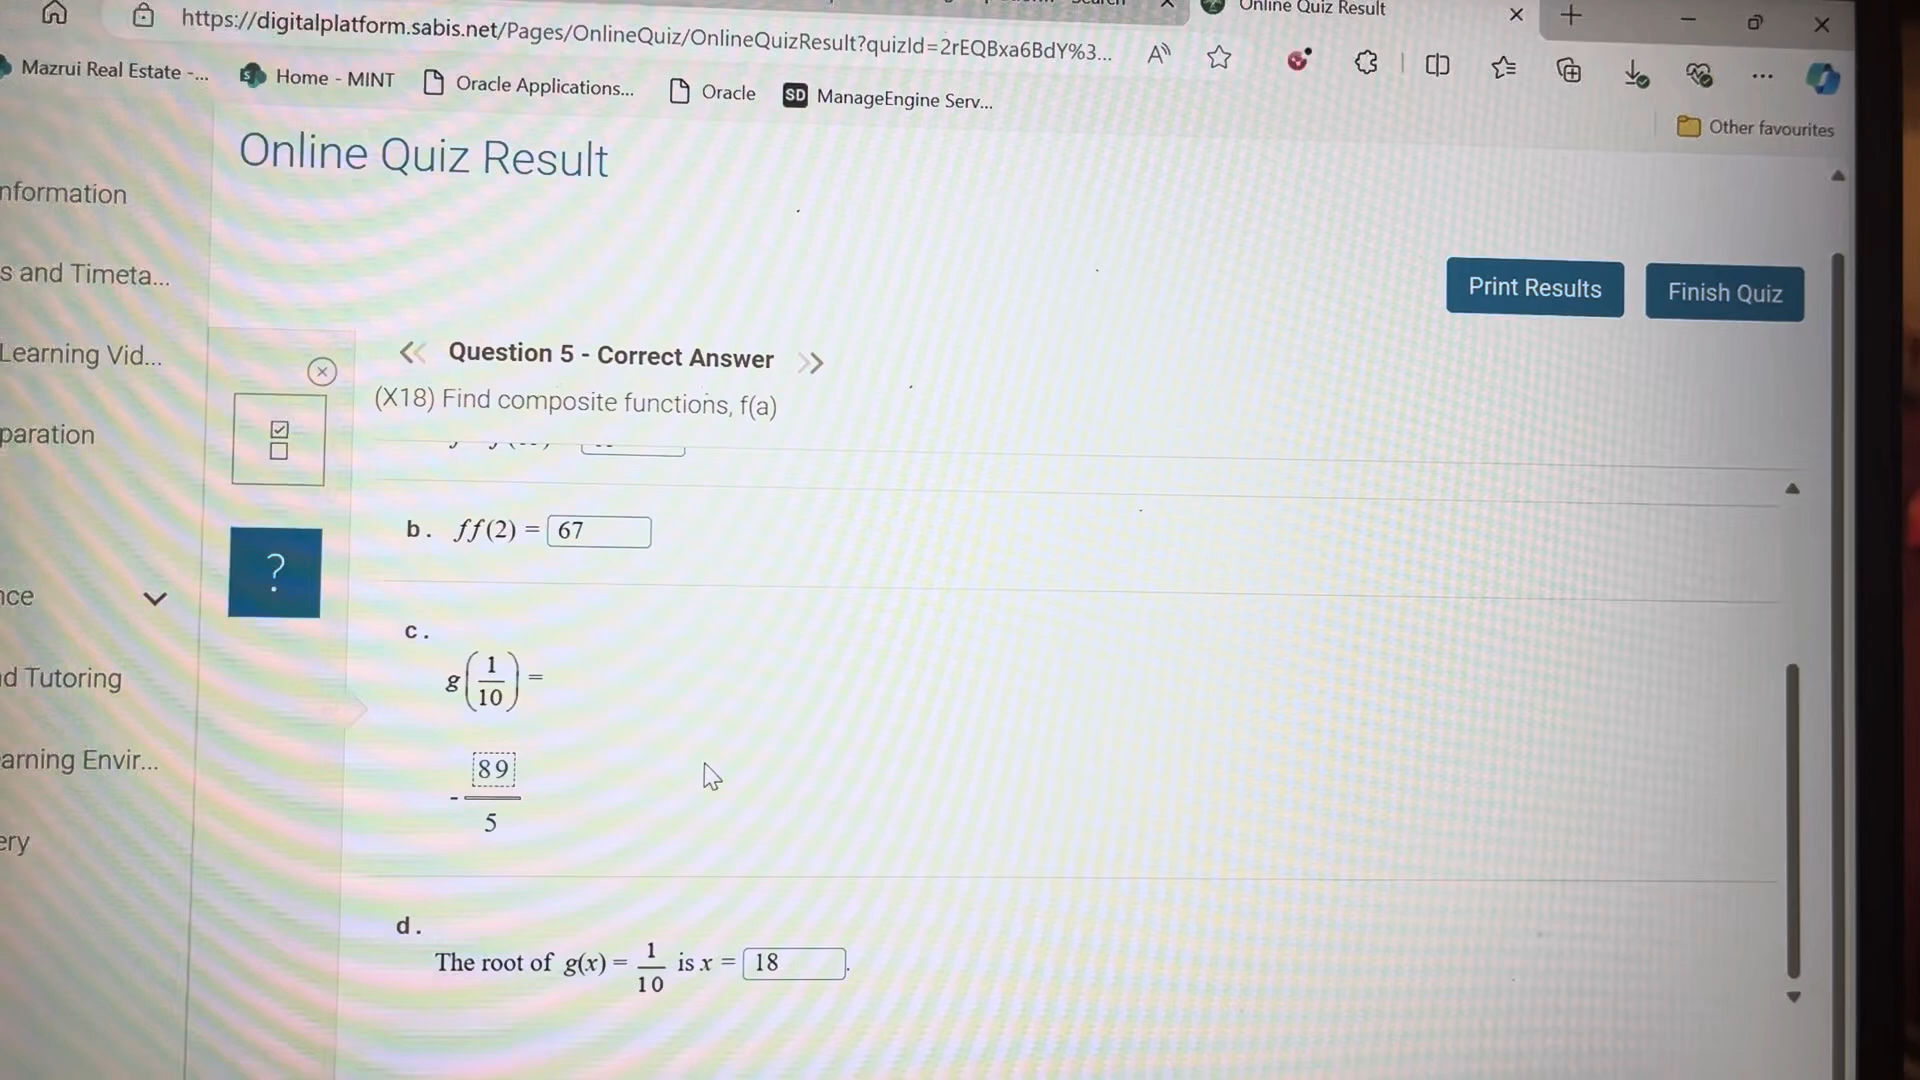 Online Quiz Result
https://digitalplatform.sabis.net/Pages/OnlineQuiz/OnlineQuizResult?quizId=2rEQBxa6BdY%3...
Mazrui Real Estate -...
Home - MINT
Oracle Applications...
Oracle
SD ManageEngine Serv...
Other favourites
Online Quiz Result
nformation
s and Timeta...
Print Results
Finish Quiz
Learning Vid...
Question 5 - Correct Answer
(X18) Find composite functions, f(a)
paration
b. ff(2) = 67
?
nce
c.
g(1/10) =
d Tutoring
arning Envir...
- 89/5
ery
d.
The root of g(x) = 1/10 is x = 18.